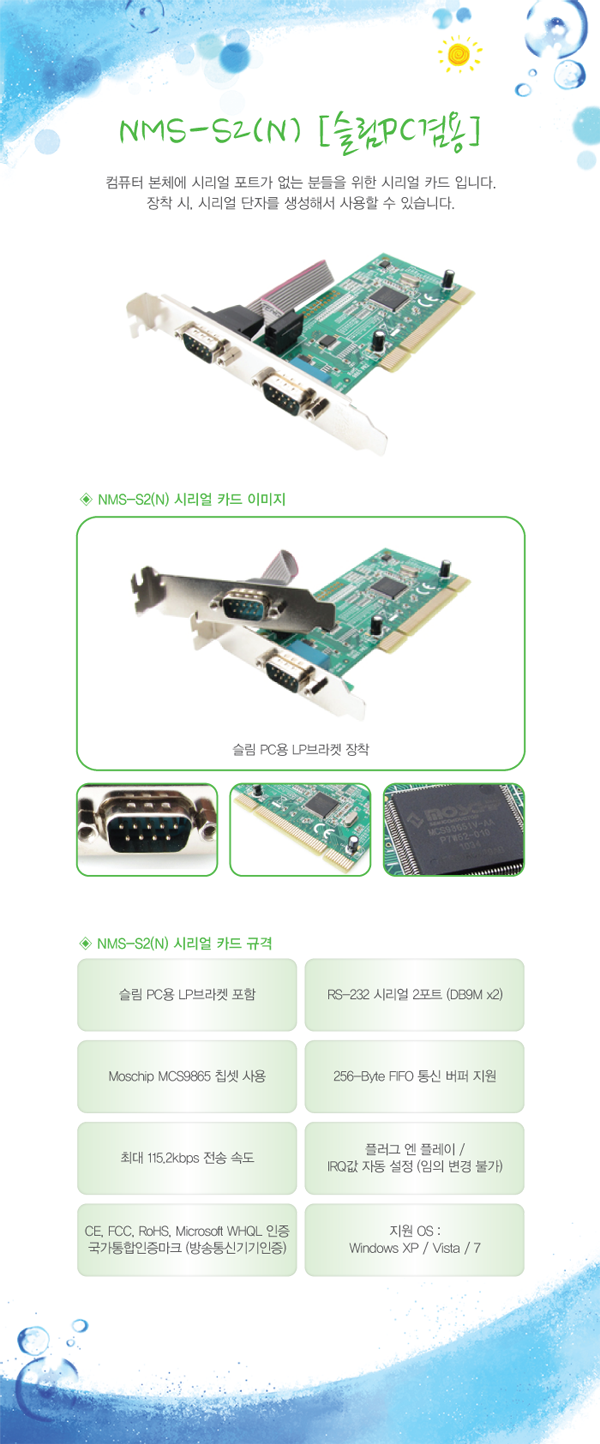 NMS-S2(N) [슬림PC겸용]
컴퓨터 본체에 시리얼 포트가 없는 분들을 위한 시리얼 카드 입니다.
장착 시, 시리얼 단자를 생성해서 사용할 수 있습니다.
◈ NMS-S2(N) 시리얼 카드 이미지
슬림 PC용 LP브라켓 장착
◈ NMS-S2(N) 시리얼 카드 규격
슬림 PC용 LP브라켓 포함
RS-232 시리얼 2포트 (DB9M x2)
Moschip MCS9865 칩셋 사용
256-Byte FIFO 통신 버퍼 지원
최대 115.2kbps 전송 속도
플러그 엔 플레이 /
IRQ값 자동 설정 (임의 변경 불가)
CE, FCC, RoHS, Microsoft WHQL 인증
국가통합인증마크 (방송통신기기인증)
지원 OS :
Windows XP / Vista / 7